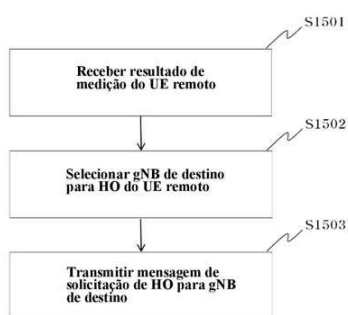 S1501
Receber resultado de
medição do UE remoto
S1502
Selecionar gNB de destino
para HO do UE remoto
S1503
Transmitir mensagem de
solicitação de HO para gNB
de destino